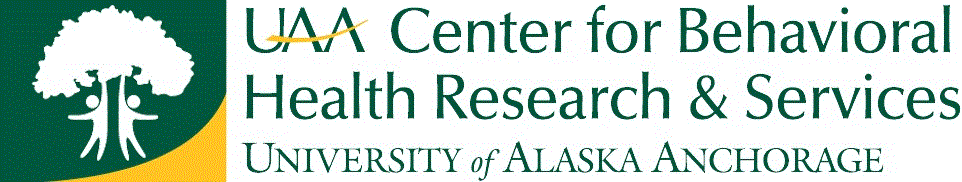 UAA Center for Behavioral
Health Research & Services
UNIVERSITY of ALASKA ANCHORAGE